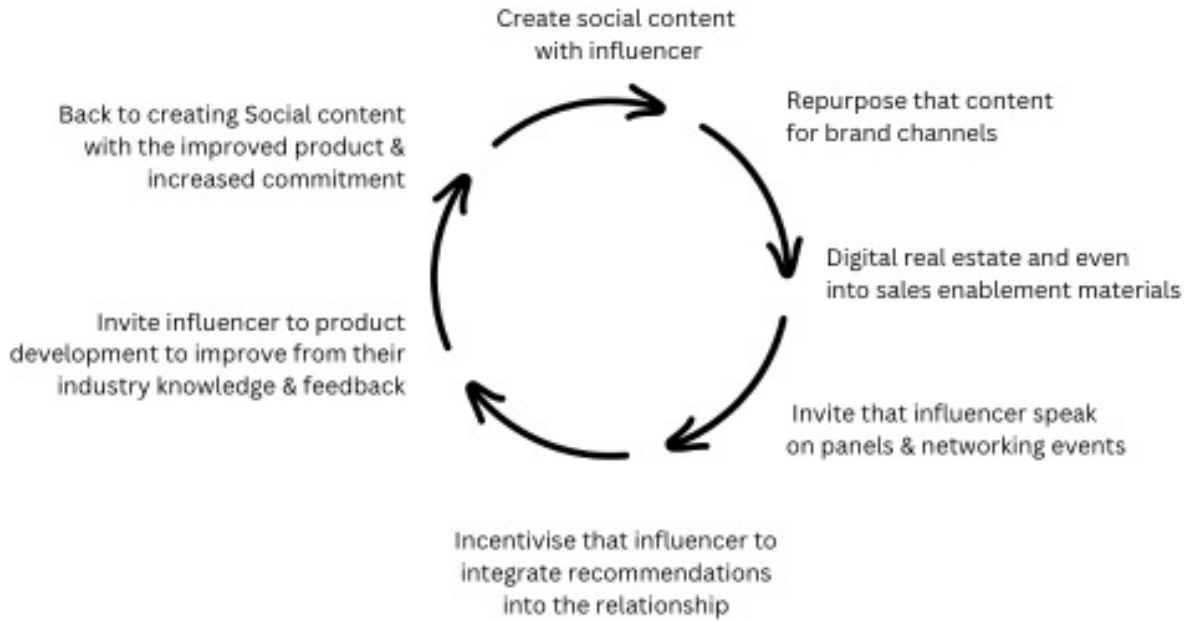 Create social content
with influencer
Repurpose that content
for brand channels
Digital real estate and even
into sales enablement materials
Invite that influencer speak
on panels & networking events
Incentivise that influencer to
integrate recommendations
into the relationship
Invite influencer to product
development to improve from their
industry knowledge & feedback
Back to creating Social content
with the improved product &
increased commitment